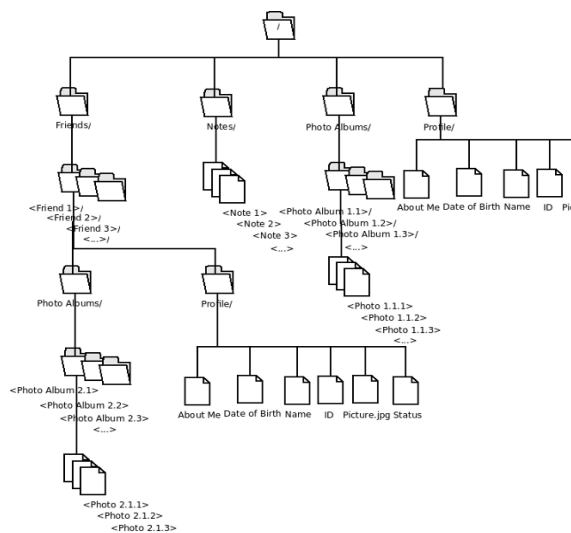 /
Friends/
Notes/
Photo Albums/
Profile/
<Friend 1>/
<Friend 2>/
<Friend 3>/
<...>/
<Note 1>
<Note 2>
<Note 3>
<...>
<Photo Album 1.1>/
<Photo Album 1.2>/
<Photo Album 1.3>/
<...>
About Me
Date of Birth
Name
ID
Pic
Photo Albums/
Profile/
<Photo 1.1.1>
<Photo 1.1.2>
<Photo 1.1.3>
<...>
<Photo Album 2.1>
<Photo Album 2.2>
<Photo Album 2.3>
<...>
About Me
Date of Birth
Name
ID
Picture.jpg
Status
<Photo 2.1.1>
<Photo 2.1.2>
<Photo 2.1.3>